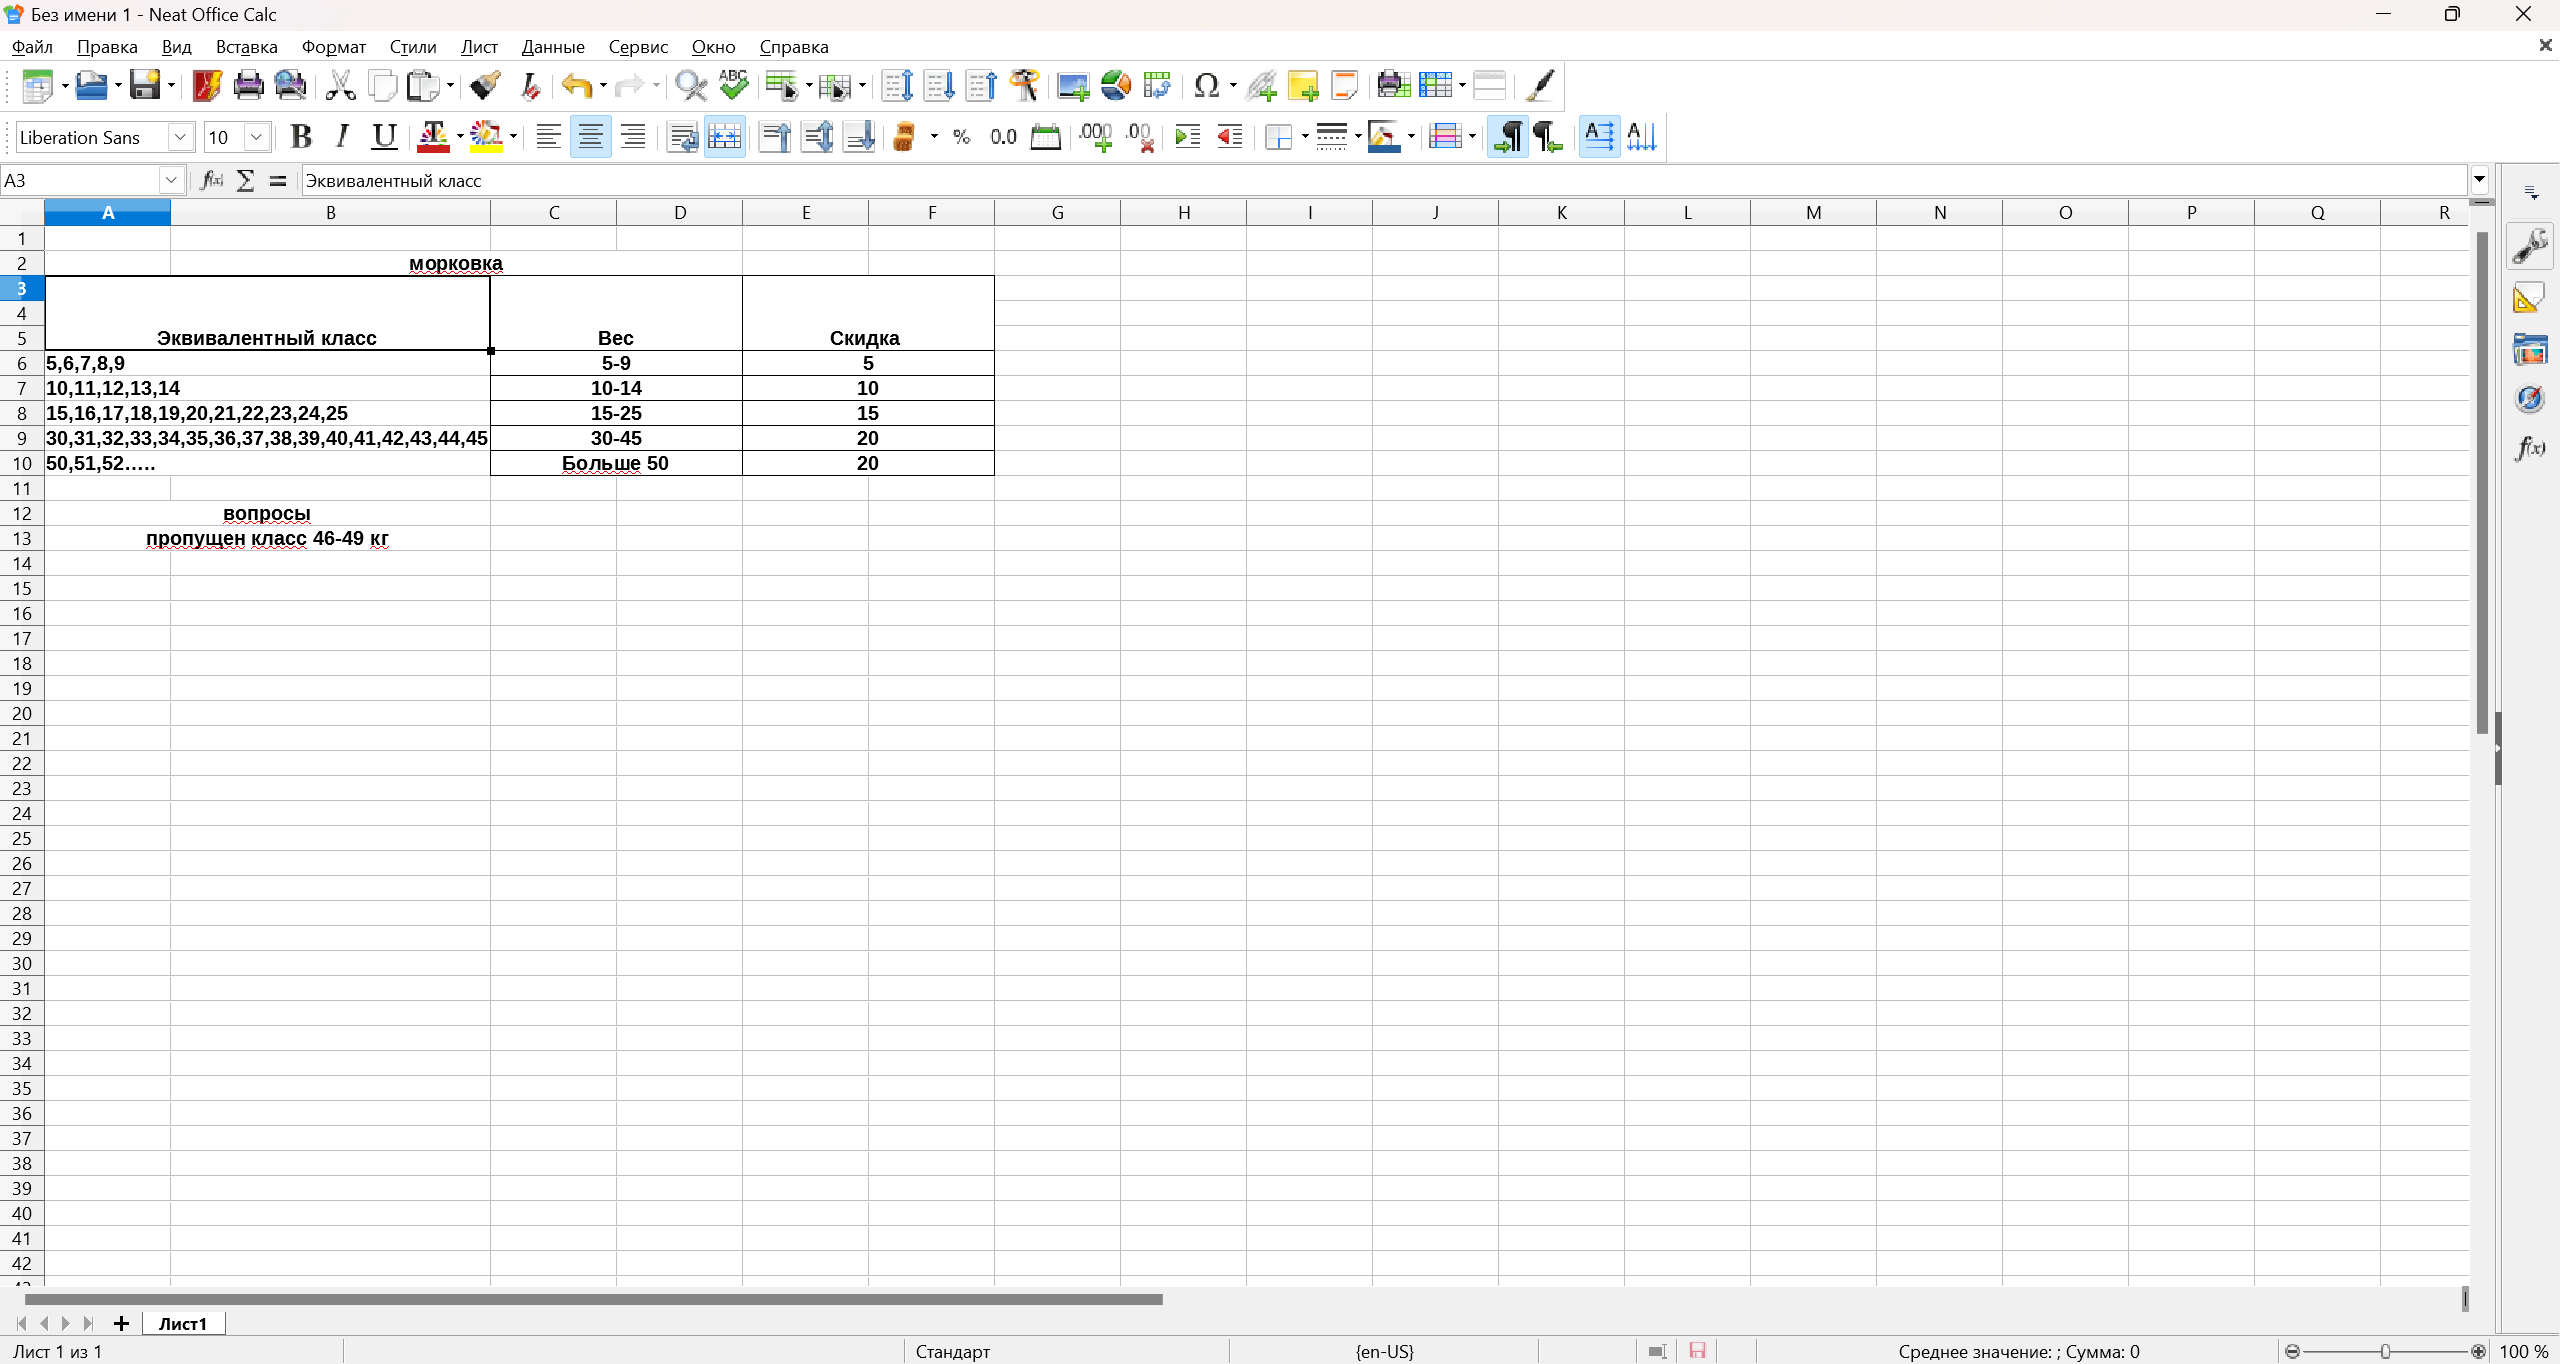 Без имени 1 - Neat Office Calc
Файл Правка Вид Вставка Формат Стили Лист Данные Сервис Окно Справка
Liberation Sans 10 % 0.0
A3 Эквивалентный класс
A B C D E F G H I J K L M N O P Q R
1
2 морковка
3
4
5 Эквивалентный класс Вес Скидка
6 5,6,7,8,9 5-9 5
7 10,11,12,13,14 10-14 10
8 15,16,17,18,19,20,21,22,23,24,25 15-25 15
9 30,31,32,33,34,35,36,37,38,39,40,41,42,43,44,45 30-45 20
10 50,51,52….. Больше 50 20
11
12 вопросы
13 пропущен класс 46-49 кг
14
15
16
17
18
19
20
21
22
23
24
25
26
27
28
29
30
31
32
33
34
35
36
37
38
39
40
41
42
Лист1
Лист 1 из 1 Стандарт {en-US} Среднее значение: ; Сумма: 0 100 %